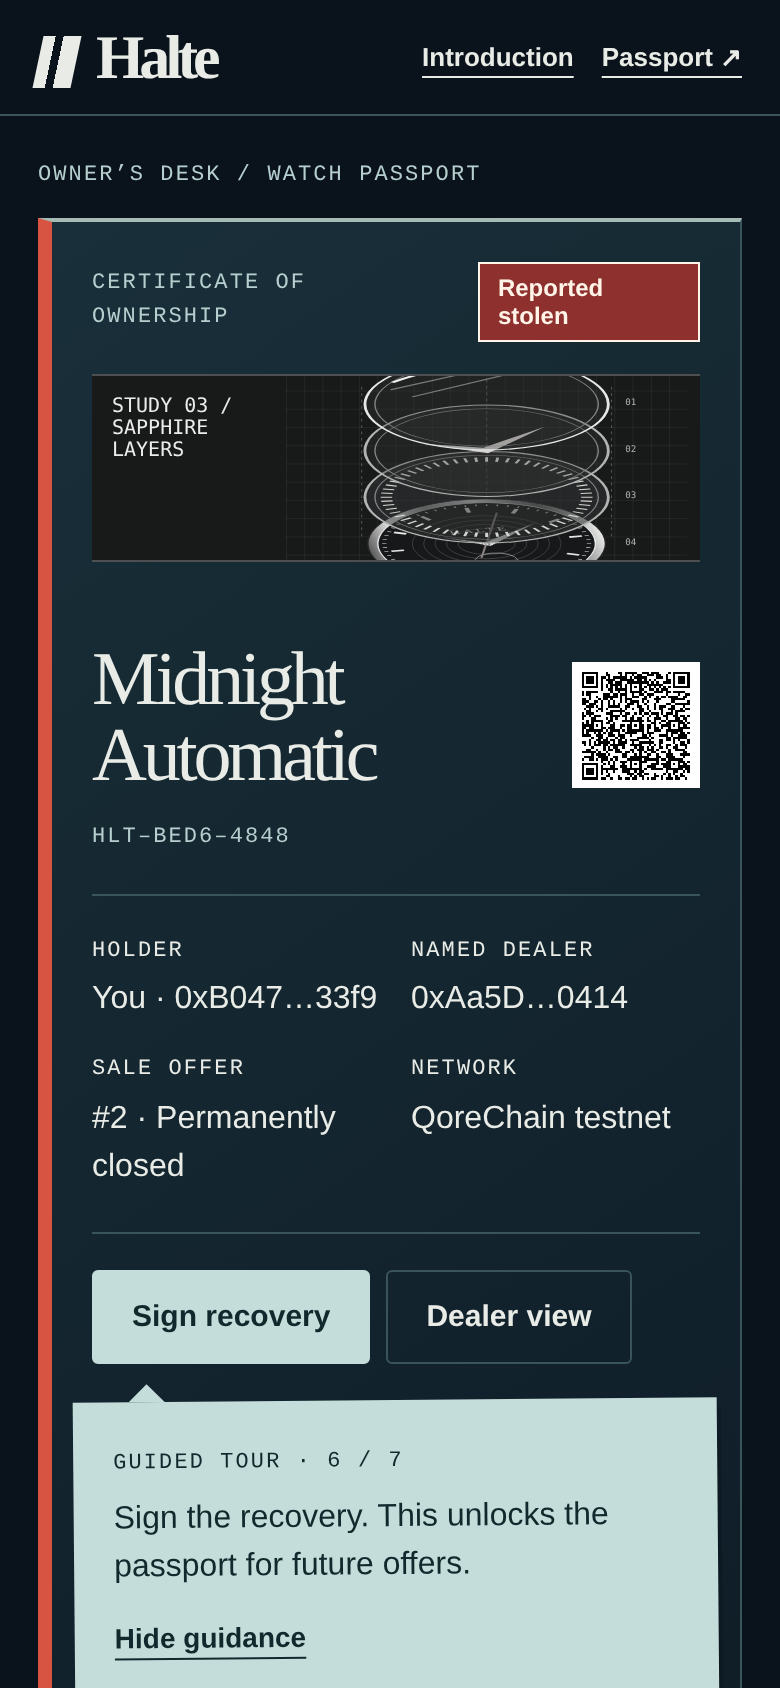 Halte
Introduction Passport ↗
OWNER’S DESK / WATCH PASSPORT
CERTIFICATE OF
OWNERSHIP
Reported
stolen
STUDY 03 /
SAPPHIRE
LAYERS
01
02
03
04
Midnight
Automatic
HLT–BED6–4848
HOLDER
You · 0xB047…33f9
NAMED DEALER
0xAa5D…0414
SALE OFFER
#2 · Permanently
closed
NETWORK
QoreChain testnet
Sign recovery
Dealer view
GUIDED TOUR · 6 / 7
Sign the recovery. This unlocks the
passport for future offers.
Hide guidance